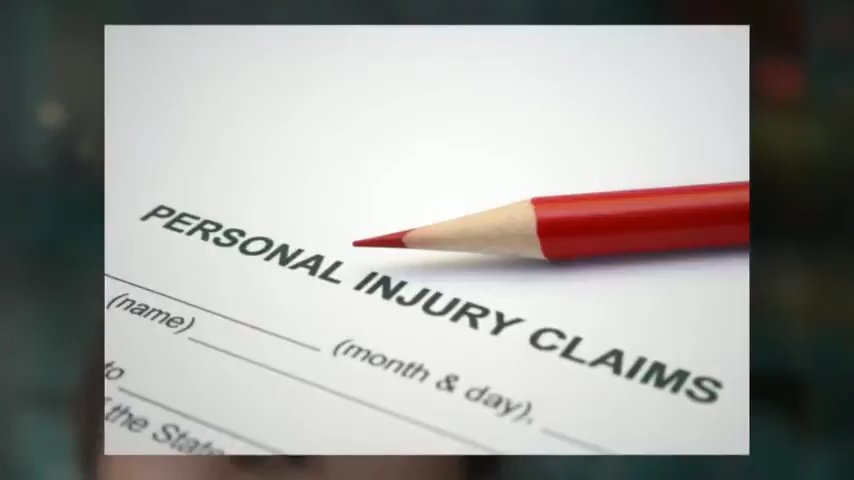 PERSONAL INJURY CLAIMS
(name) (month & day).
to
the State